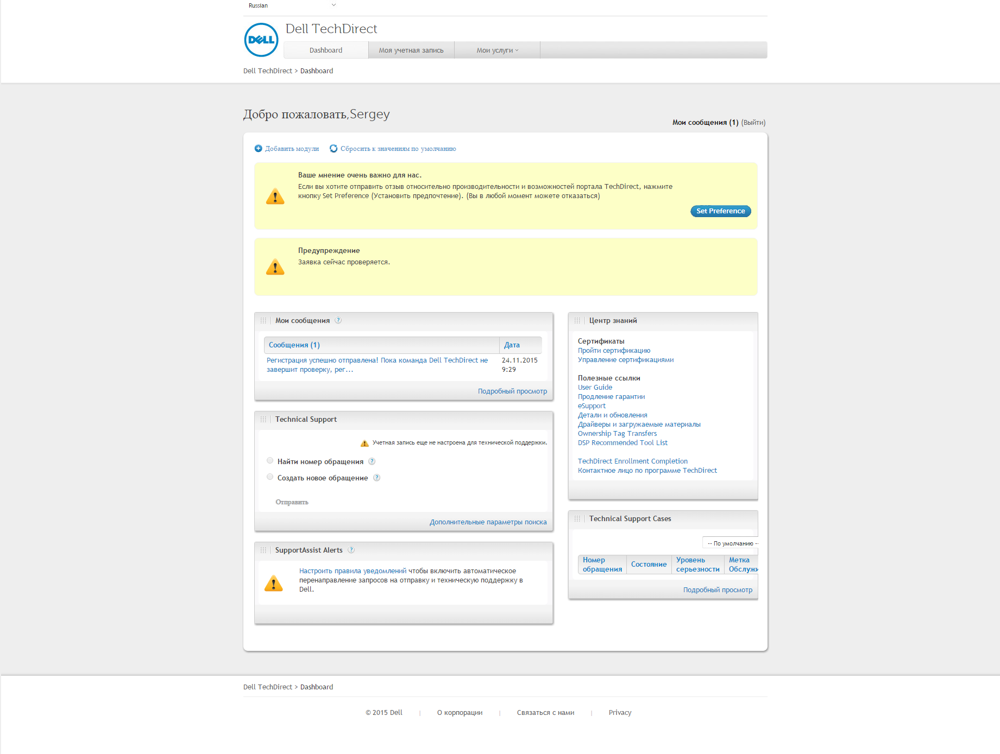 Russian
DELL
Dell TechDirect
Dashboard
Моя учетная запись
Мои услуги
Dell TechDirect > Dashboard
Добро пожаловать,Sergey
Мои сообщения (1) (Выйти)
Добавить модули
Сбросить к значениям по умолчанию
Ваше мнение очень важно для нас.
Если вы хотите отправить отзыв относительно производительности и возможностей портала TechDirect, нажмите
кнопку Set Preference (Установить предпочтение). (Вы в любой момент можете отказаться)
Set Preference
Предупреждение
Заявка сейчас проверяется.
Мои сообщения ?
Сообщения (1)
Дата
Регистрация успешно отправлена! Пока команда Dell TechDirect не
завершит проверку, рег...
24.11.2015
9:29
Подробный просмотр
Technical Support
Учетная запись еще не настроена для технической поддержки.
Найти номер обращения ?
Создать новое обращение ?
Отправить
Дополнительные параметры поиска
SupportAssist Alerts ?
Настроить правила уведомлений чтобы включить автоматическое
перенаправление запросов на отправку и техническую поддержку в
Dell.
Центр знаний
Сертификаты
Пройти сертификацию
Управление сертификациями
Полезные ссылки
User Guide
Продление гарантии
eSupport
Детали и обновления
Драйверы и загружаемые материалы
Ownership Tag Transfers
DSP Recommended Tool List
TechDirect Enrollment Completion
Контактное лицо по программе TechDirect
Technical Support Cases
-- По умолчанию --
Номер
обращения
Состояние
Уровень
серьезности
Метка
Обслужи
Подробный просмотр
Dell TechDirect > Dashboard
© 2015 Dell | О корпорации | Связаться с нами | Privacy